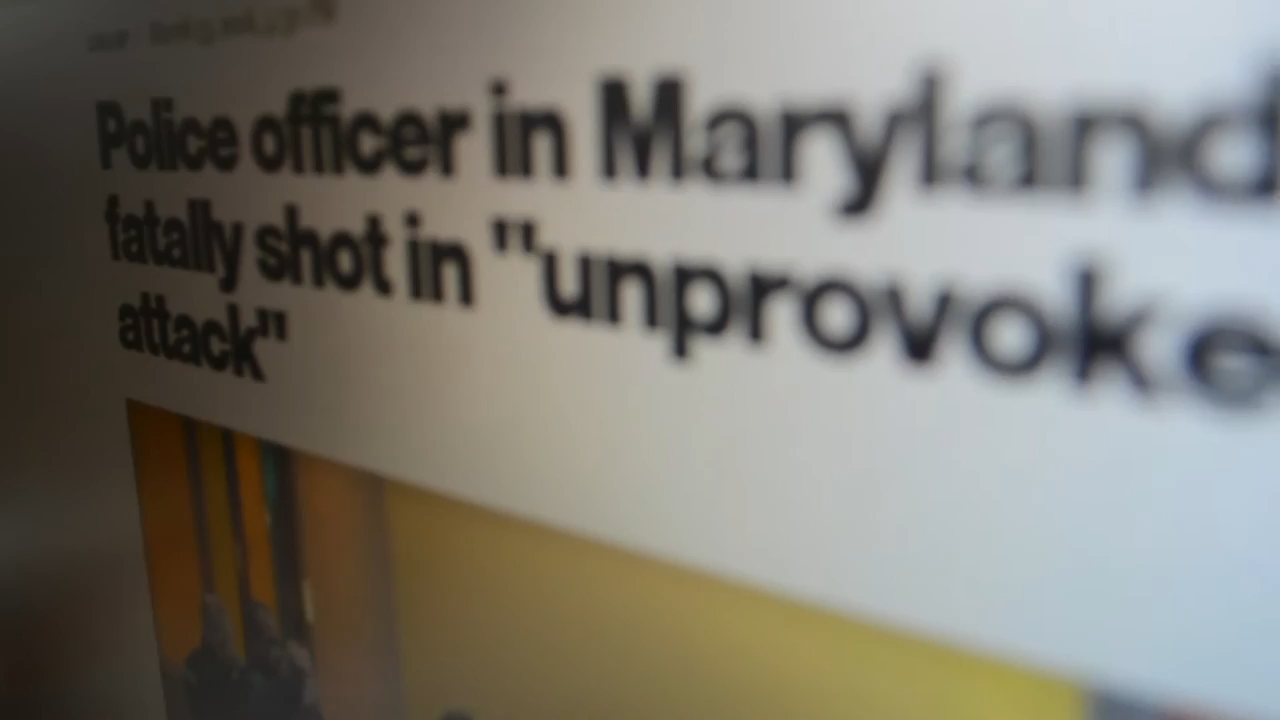 Police officer in Maryland
fatally shot in "unprovoke
attack"